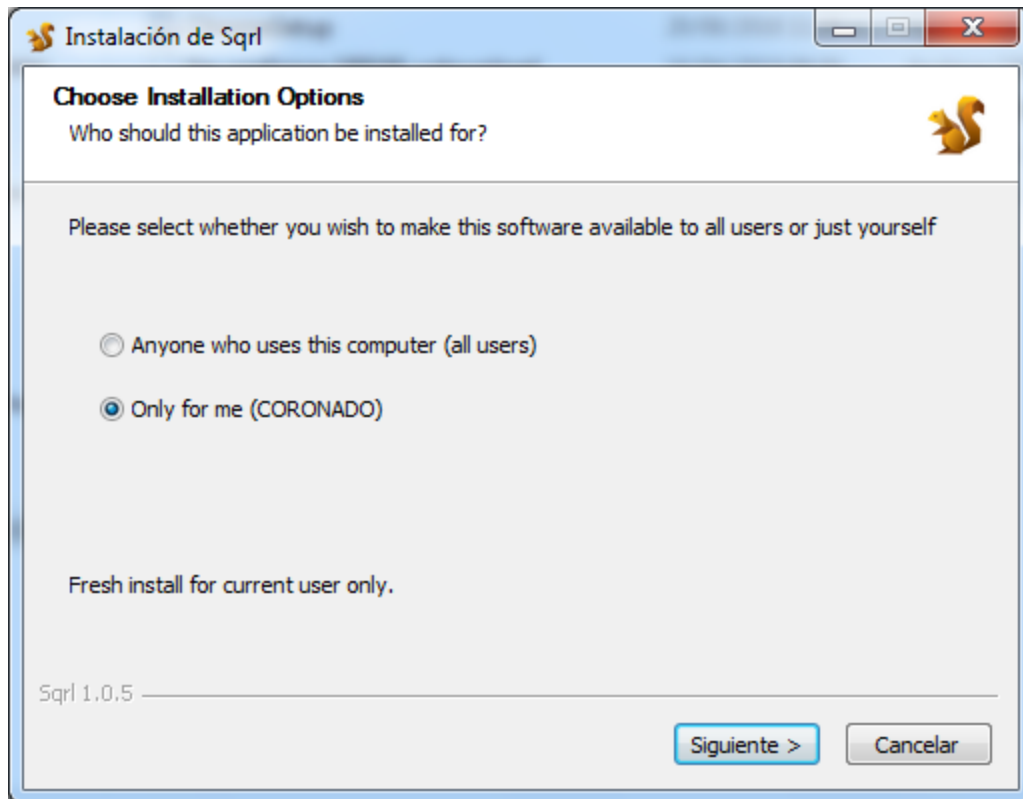 Instalación de Sqrl
Choose Installation Options
Who should this application be installed for?
Please select whether you wish to make this software available to all users or just yourself
Anyone who uses this computer (all users)
Only for me (CORONADO)
Fresh install for current user only.
Sqrl 1.0.5
Siguiente >
Cancelar